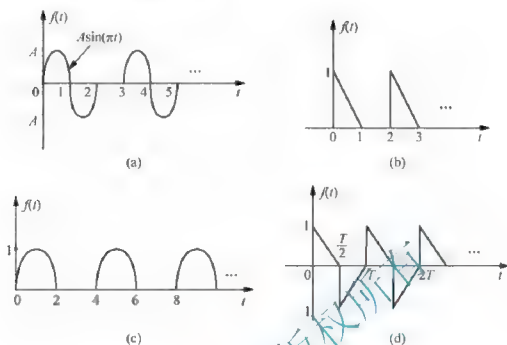 f(t)
A
Asin(πt)
...
0 1 2 3 4 5 t
A
(a)
f(t)
1
...
0 1 2 3 t
(b)
f(t)
1
...
0 2 4 6 8 t
(c)
f(t)
1
T/2
...
0 T 2T t
1
(d)